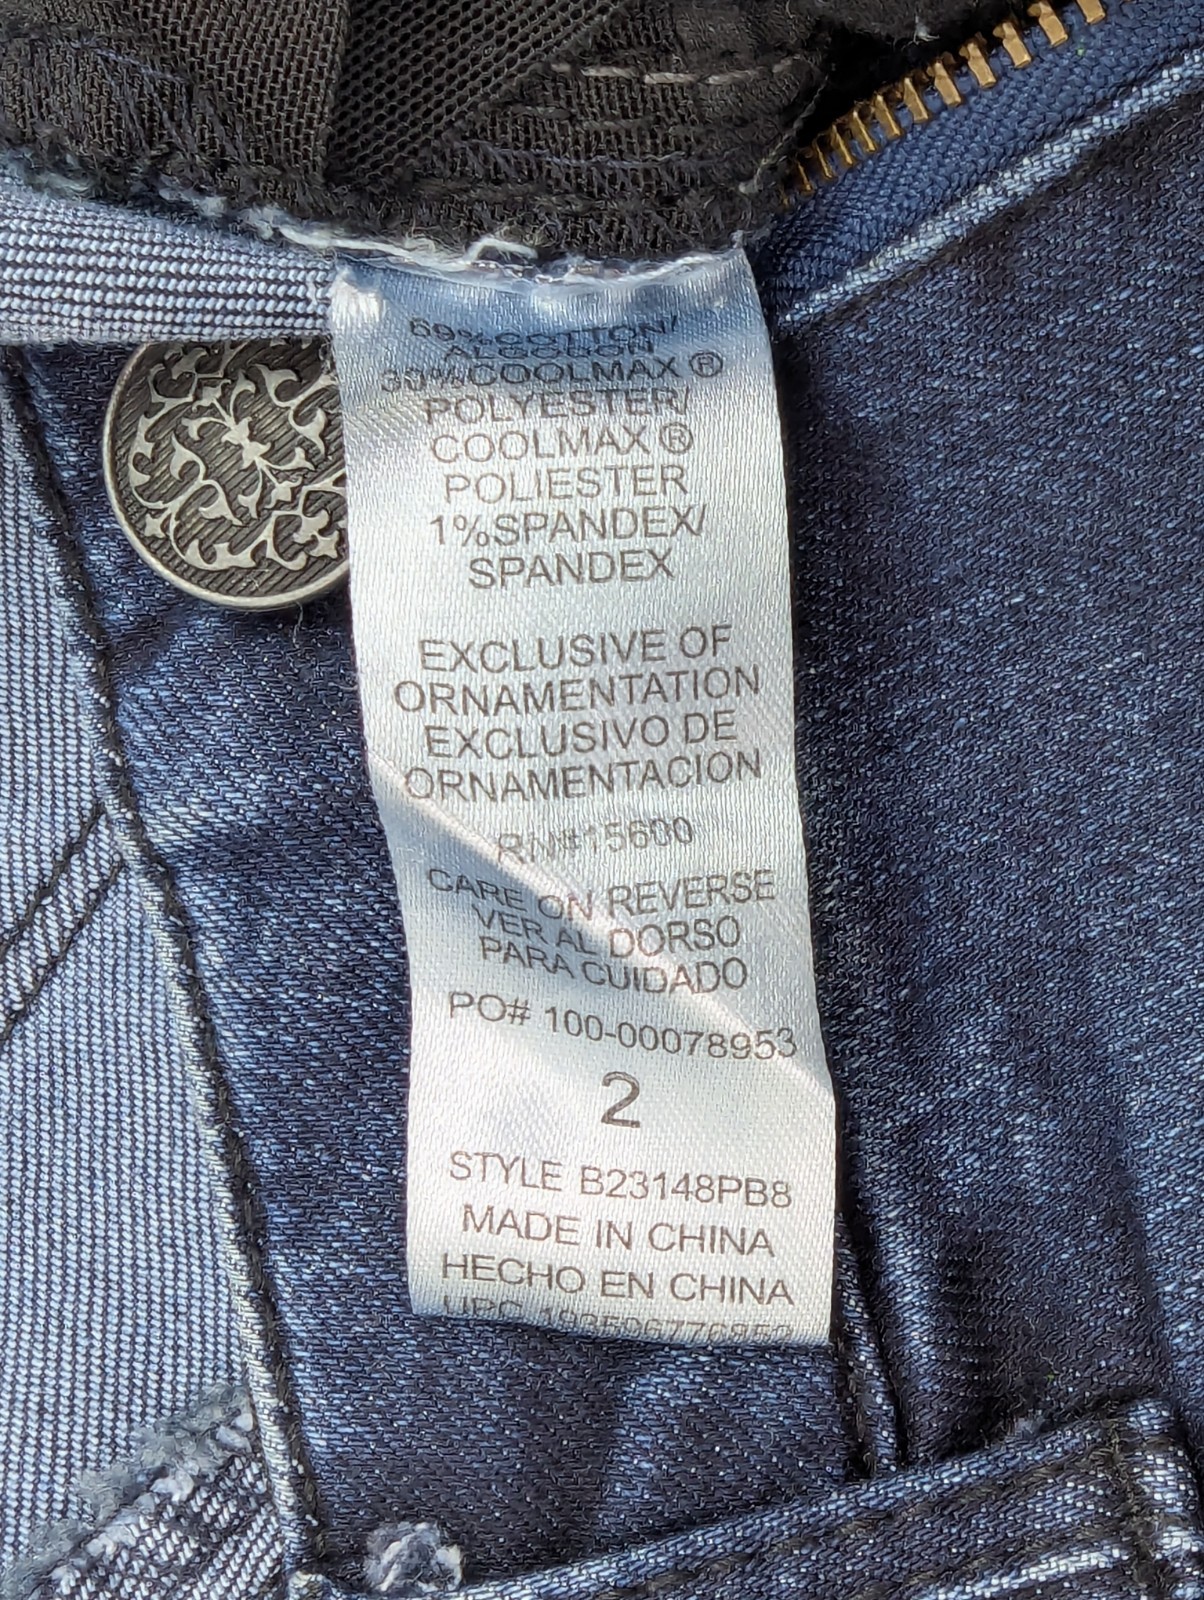 69%COTTON/
ALGODON
30%COOLMAX®
POLYESTER/
COOLMAX®
POLIESTER
1%SPANDEX/
SPANDEX
EXCLUSIVE OF
ORNAMENTATION
EXCLUSIVO DE
ORNAMENTACION
RN#15600
CARE ON REVERSE
VER AL DORSO
PARA CUIDADO
PO# 100-00078953
2
STYLE B23148PB8
MADE IN CHINA
HECHO EN CHINA
UPC